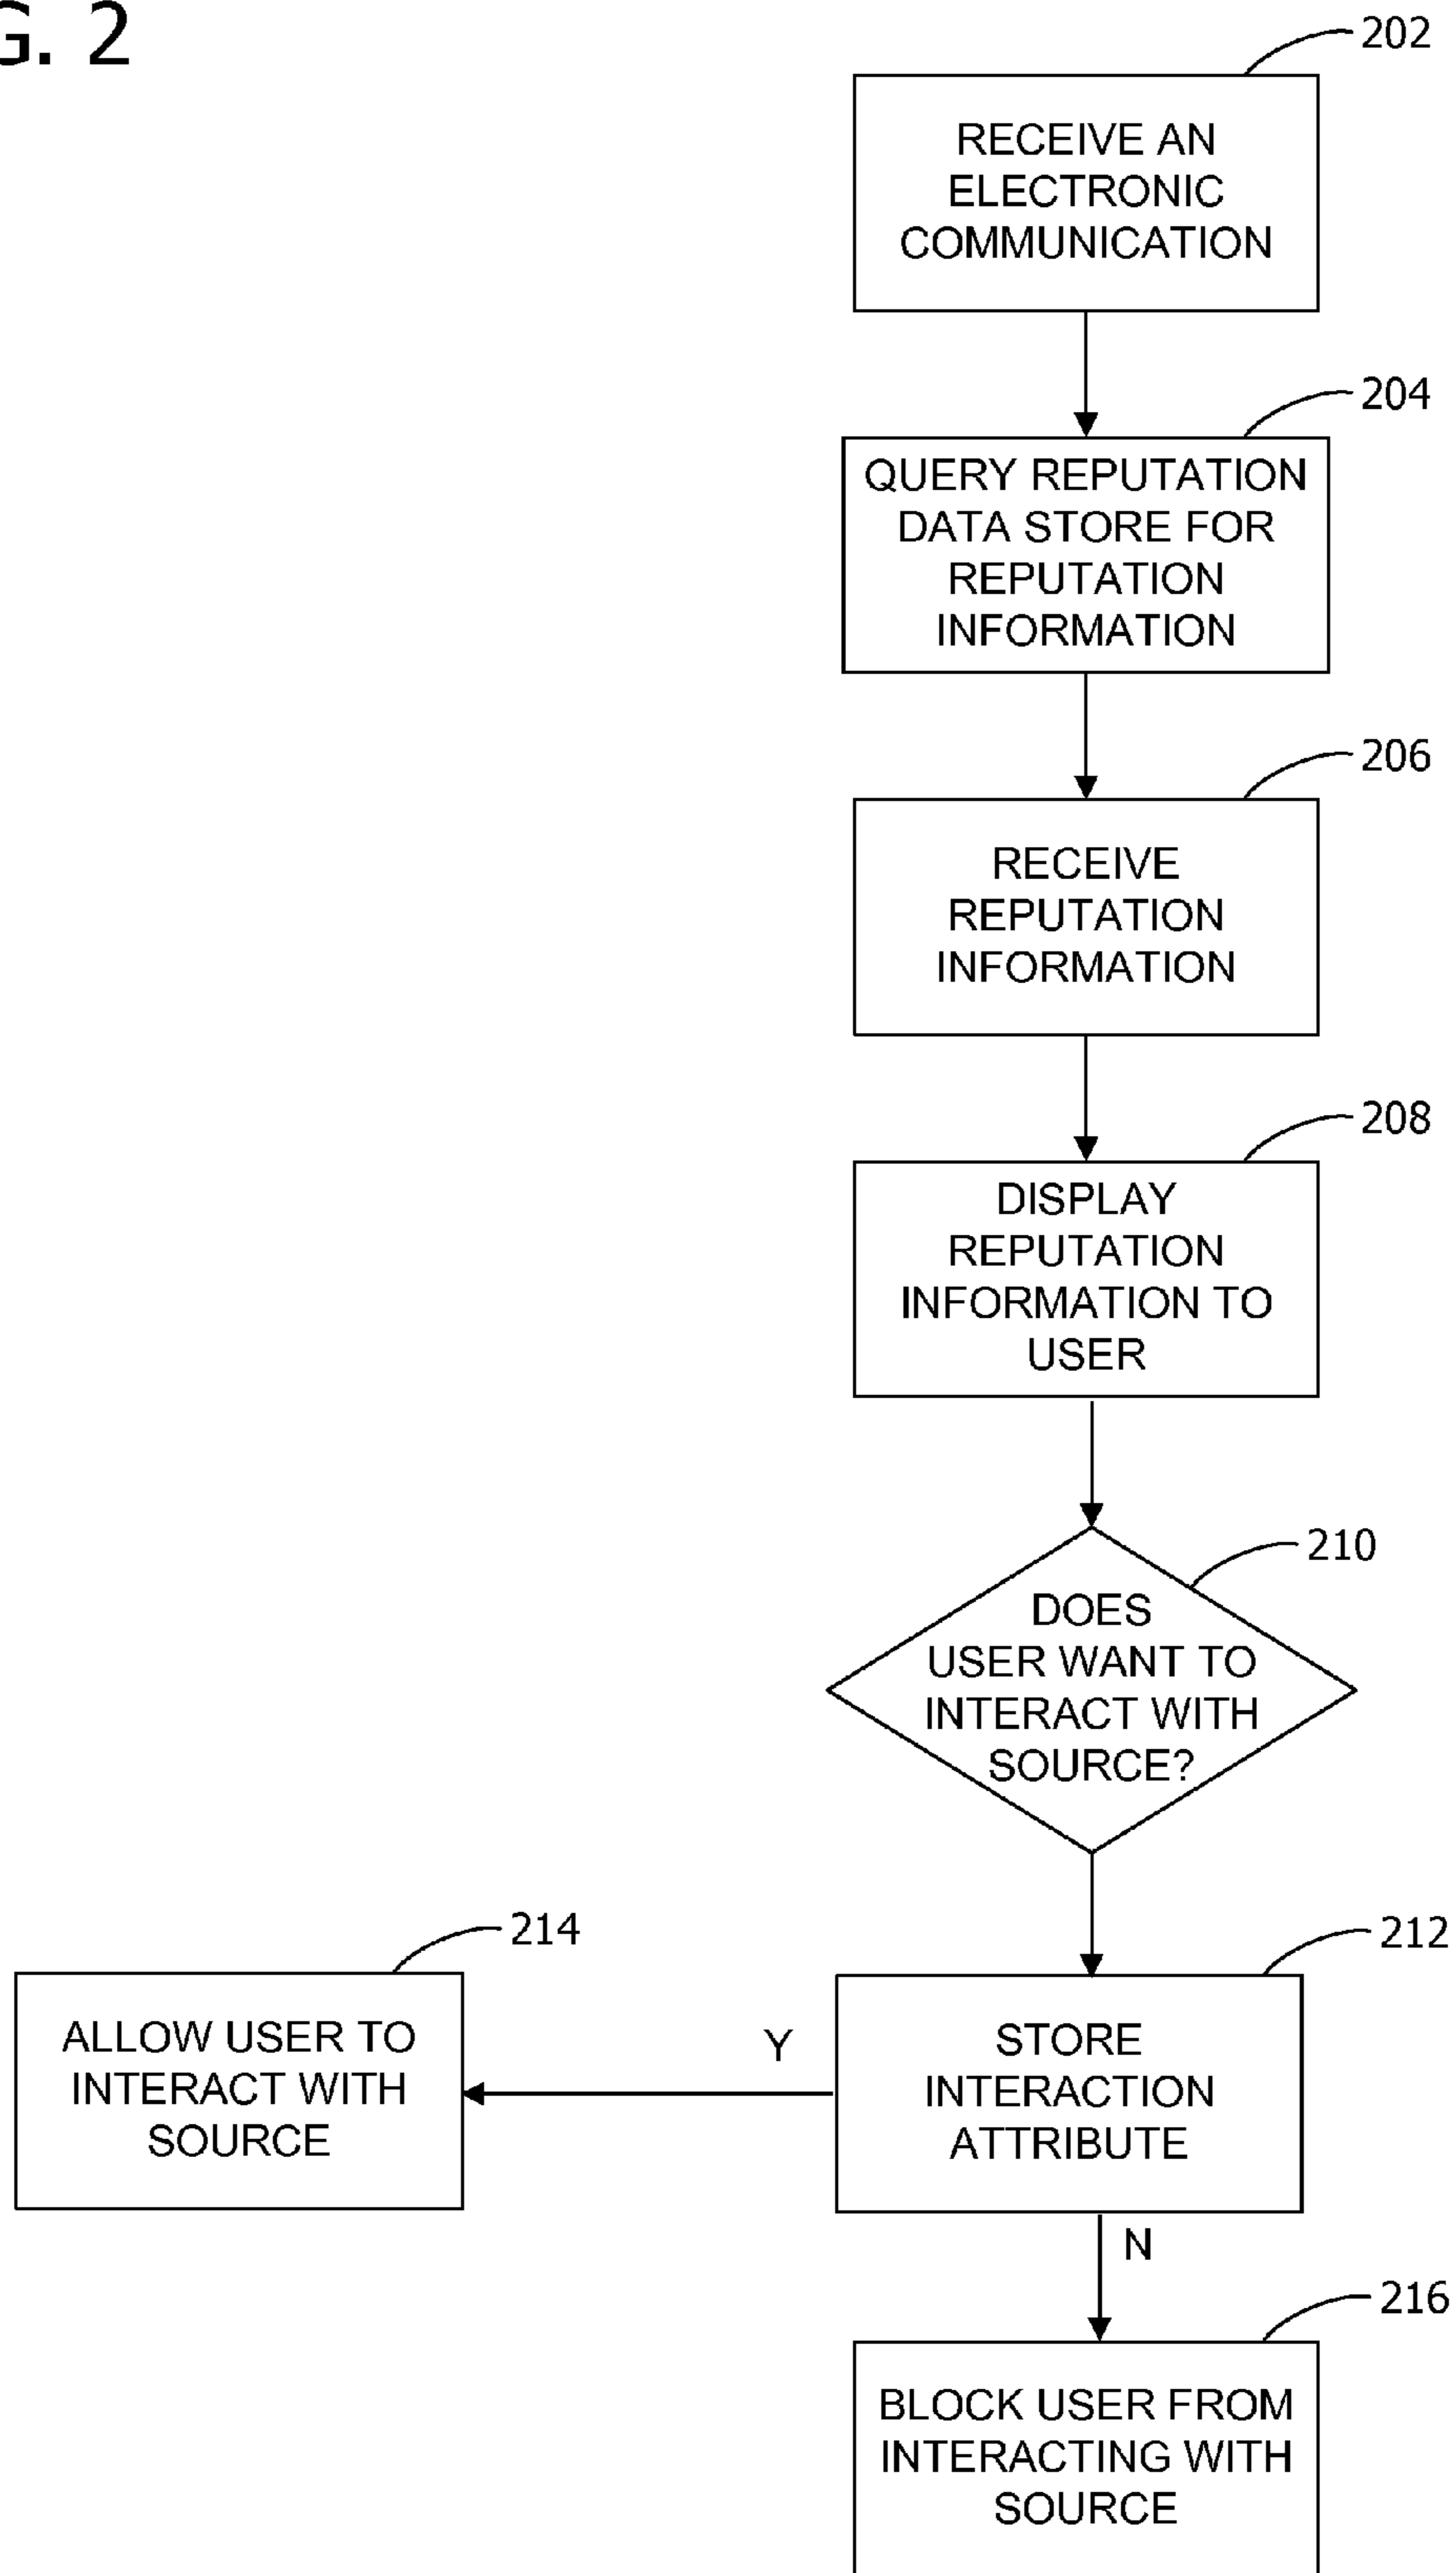 G. 2
202
RECEIVE AN
ELECTRONIC
COMMUNICATION
204
QUERY REPUTATION
DATA STORE FOR
REPUTATION
INFORMATION
206
RECEIVE
REPUTATION
INFORMATION
208
DISPLAY
REPUTATION
INFORMATION TO
USER
210
DOES
USER WANT TO
INTERACT WITH
SOURCE?
214
ALLOW USER TO
INTERACT WITH
SOURCE
Y
212
STORE
INTERACTION
ATTRIBUTE
N
216
BLOCK USER FROM
INTERACTING WITH
SOURCE